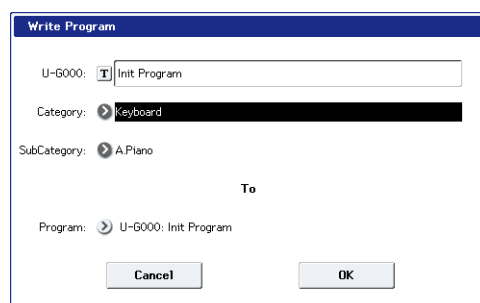 Write Program
U-G000: T Init Program
Category: Keyboard
SubCategory: A.Piano
To
Program: U-G000: Init Program
Cancel OK